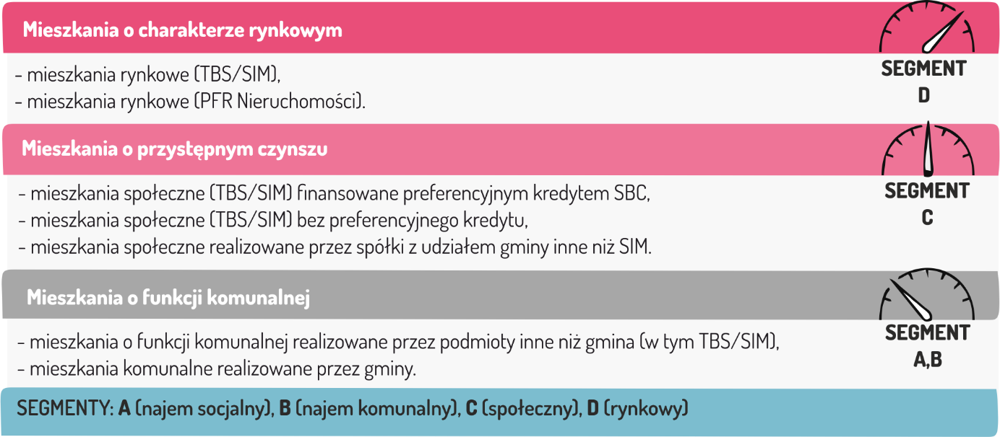 Mieszkania o charakterze rynkowym
SEGMENT
D
- mieszkania rynkowe (TBS/SIM),
- mieszkania rynkowe (PFR Nieruchomości).
Mieszkania o przystępnym czynszu
SEGMENT
C
- mieszkania społeczne (TBS/SIM) finansowane preferencyjnym kredytem SBC,
- mieszkania społeczne (TBS/SIM) bez preferencyjnego kredytu,
- mieszkania społeczne realizowane przez spółki z udziałem gminy inne niż SIM.
Mieszkania o funkcji komunalnej
SEGMENT
A,B
- mieszkania o funkcji komunalnej realizowane przez podmioty inne niż gmina (w tym TBS/SIM),
- mieszkania komunalne realizowane przez gminy.
SEGMENTY: A (najem socjalny), B (najem komunalny), C (społeczny), D (rynkowy)